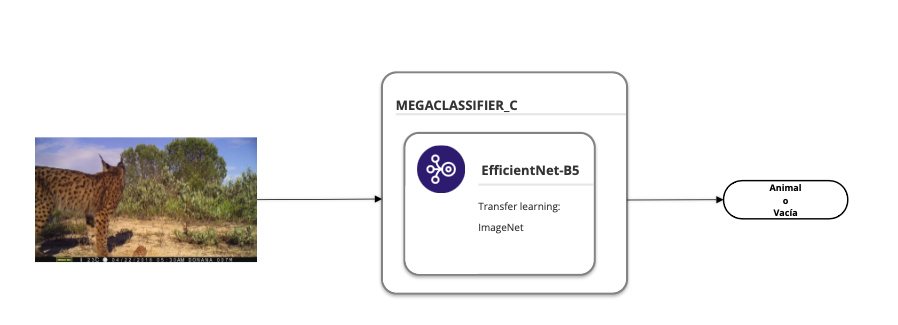 MEGACLASSIFIER_C
EfficientNet-B5
Transfer learning:
ImageNet
Animal
o
Vacía